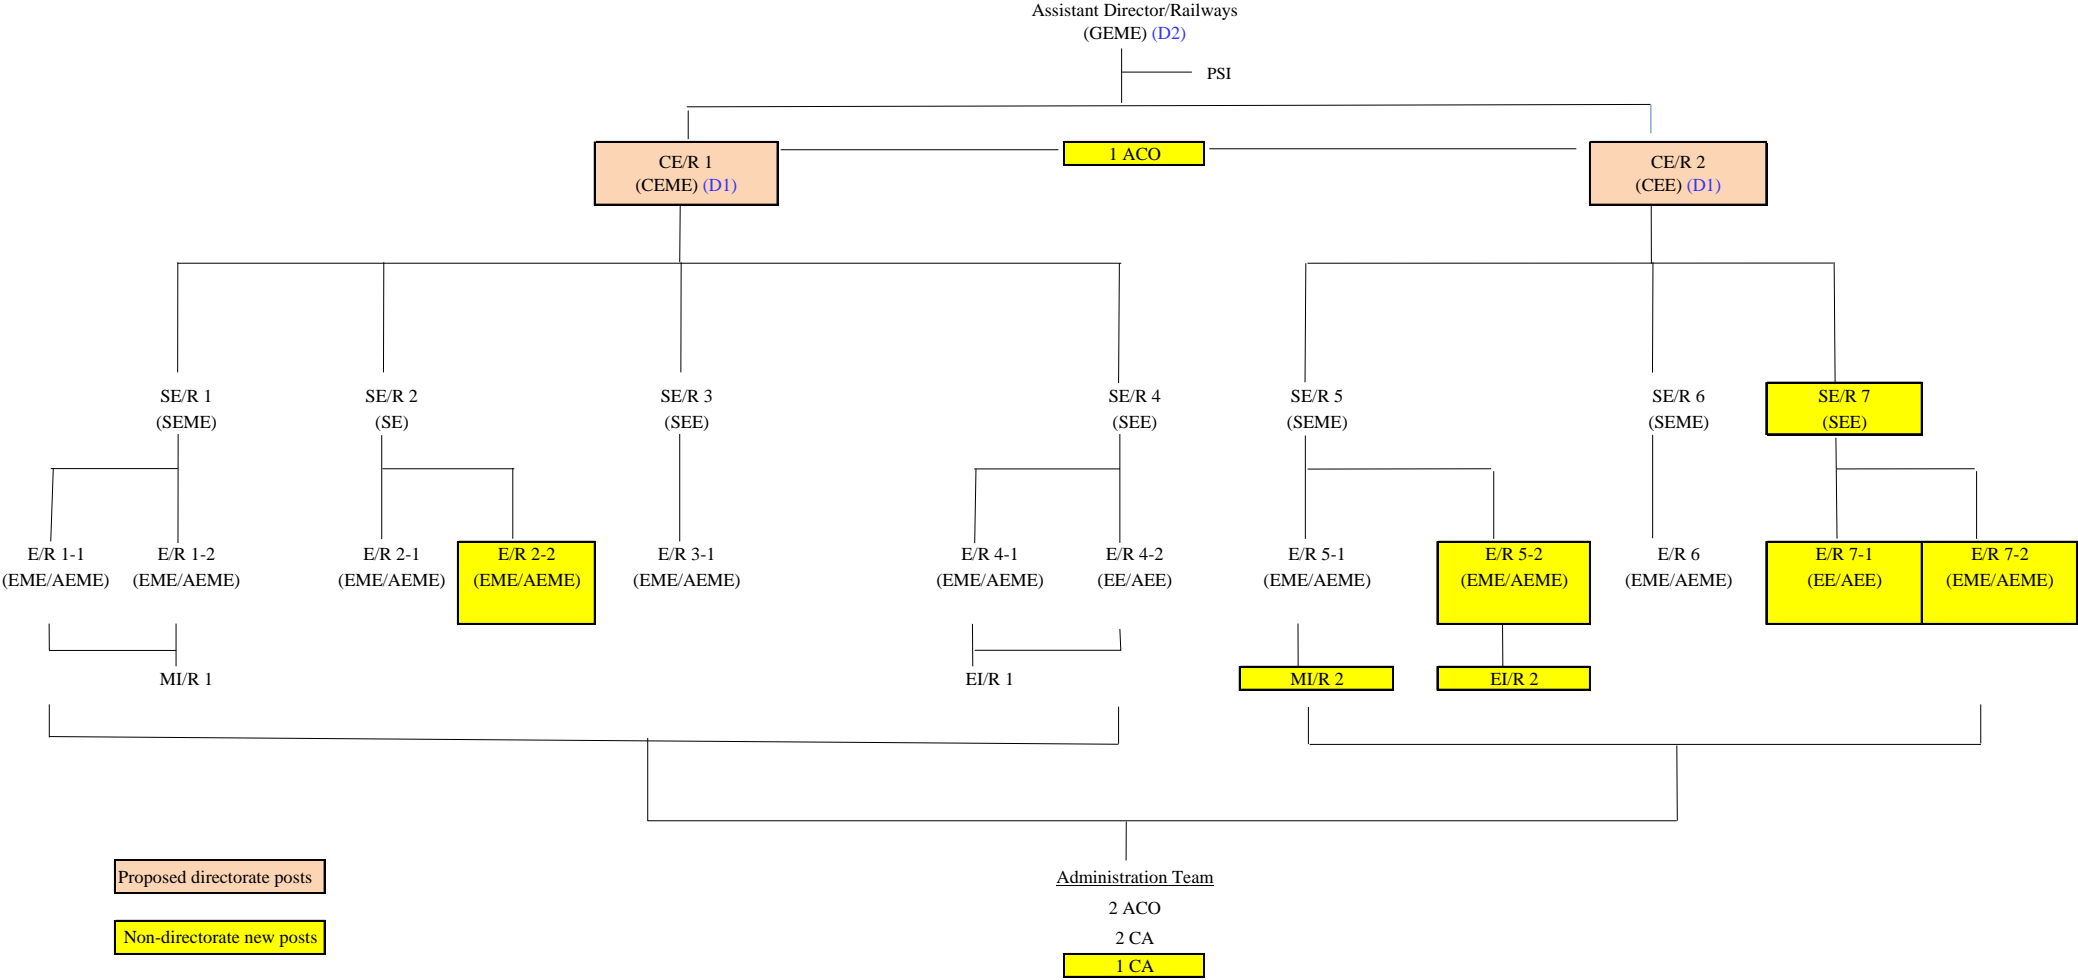 Assistant Director/Railways
(GEME) (D2)
PSI
CE/R 1
(CEME) (D1)
1 ACO
CE/R 2
(CEE) (D1)
SE/R 1
(SEME)
SE/R 2
(SE)
SE/R 3
(SEE)
SE/R 4
(SEE)
SE/R 5
(SEME)
SE/R 6
(SEME)
SE/R 7
(SEE)
E/R 1-1
(EME/AEME)
E/R 1-2
(EME/AEME)
E/R 2-1
(EME/AEME)
E/R 2-2
(EME/AEME)
E/R 3-1
(EME/AEME)
E/R 4-1
(EME/AEME)
E/R 4-2
(EE/AEE)
E/R 5-1
(EME/AEME)
E/R 5-2
(EME/AEME)
E/R 6
(EME/AEME)
E/R 7-1
(EE/AEE)
E/R 7-2
(EME/AEME)
MI/R 1
EI/R 1
MI/R 2
EI/R 2
Proposed directorate posts
Non-directorate new posts
Administration Team
2 ACO
2 CA
1 CA